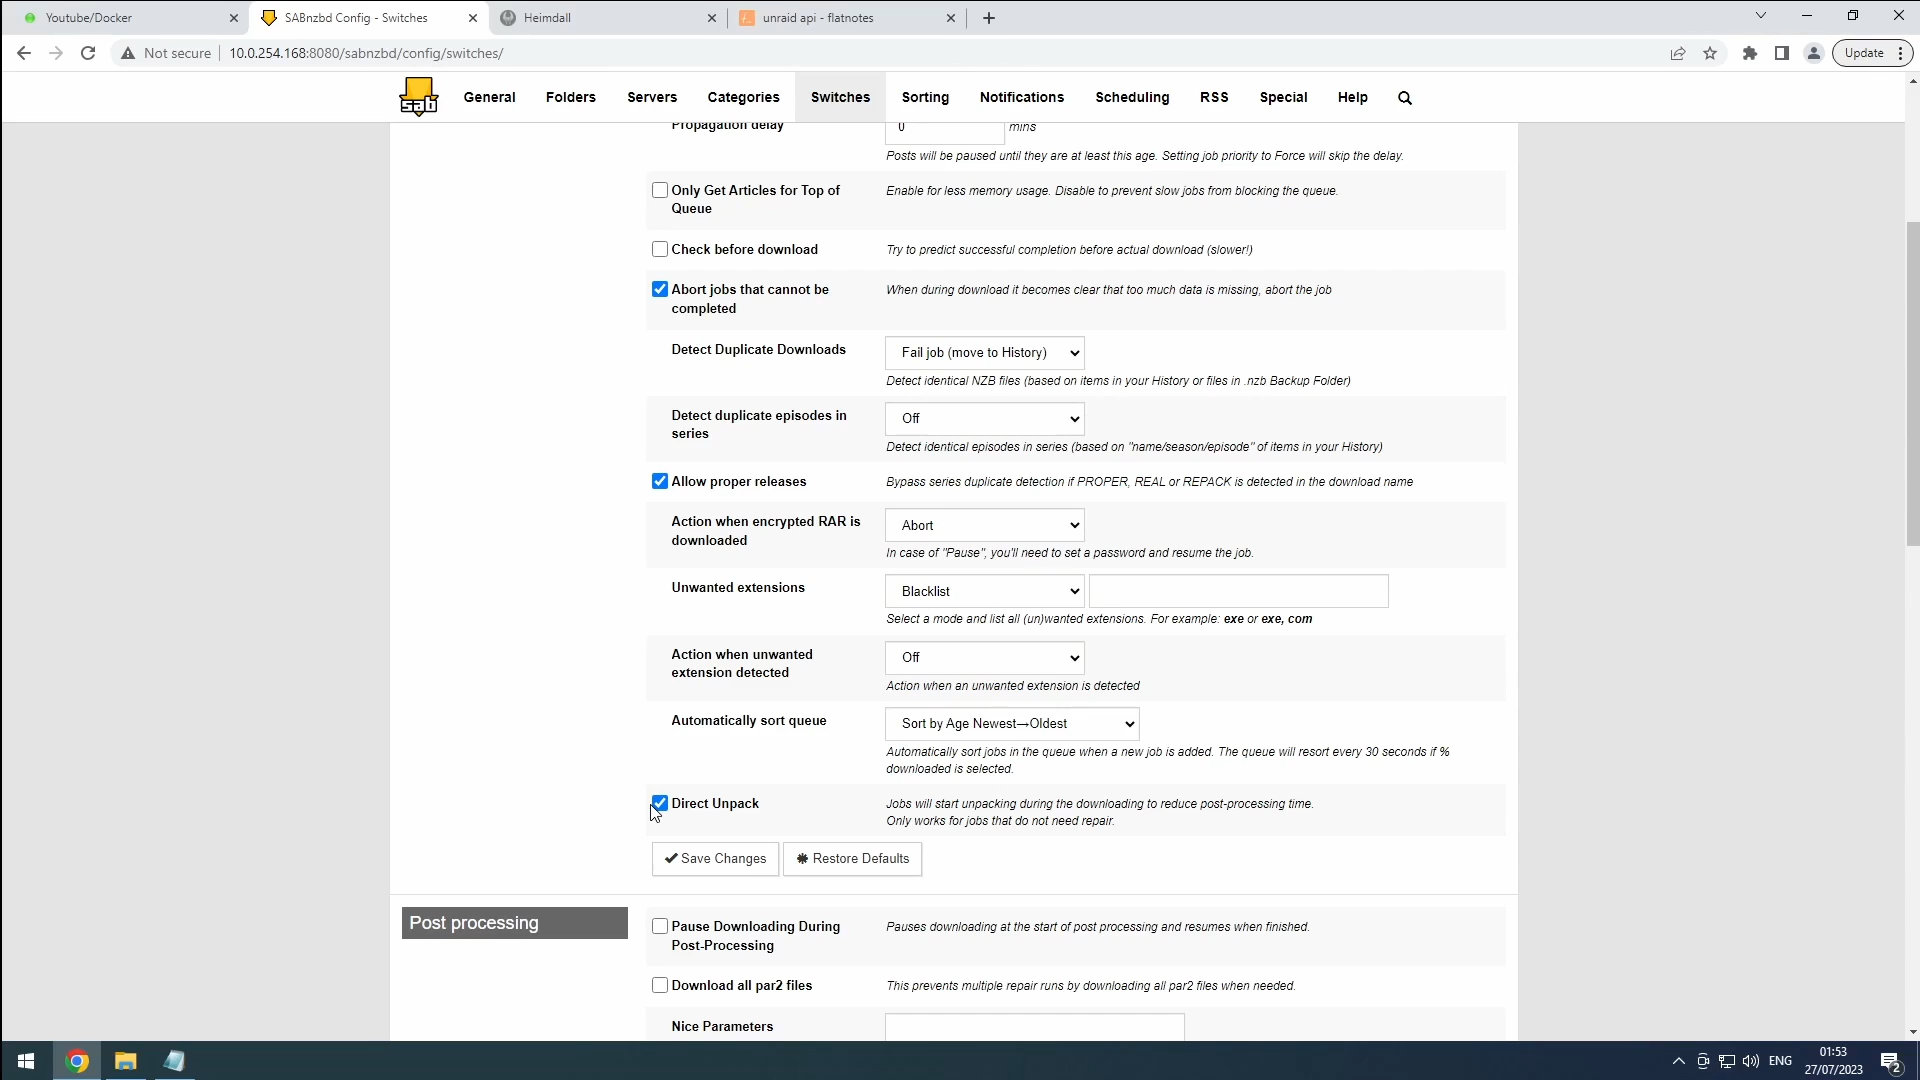 Youtube/Docker
SABnzbd Config - Switches
Heimdall
unraid api - flatnotes
Not secure
10.0.254.168:8080/sabnzbd/config/switches/
Update
sab
General
Folders
Servers
Categories
Switches
Sorting
Notifications
Scheduling
RSS
Special
Help
Propagation delay
0
mins
Posts will be paused until they are at least this age. Setting job priority to Force will skip the delay.
Only Get Articles for Top of
Queue
Enable for less memory usage. Disable to prevent slow jobs from blocking the queue.
Check before download
Try to predict successful completion before actual download (slower!)
Abort jobs that cannot be
completed
When during download it becomes clear that too much data is missing, abort the job
Detect Duplicate Downloads
Fail job (move to History)
Detect identical NZB files (based on items in your History or files in .nzb Backup Folder)
Detect duplicate episodes in
series
Off
Detect identical episodes in series (based on "name/season/episode" of items in your History)
Allow proper releases
Bypass series duplicate detection if PROPER, REAL or REPACK is detected in the download name
Action when encrypted RAR is
downloaded
Abort
In case of "Pause", you'll need to set a password and resume the job.
Unwanted extensions
Blacklist
Select a mode and list all (un)wanted extensions. For example: exe or exe, com
Action when unwanted
extension detected
Off
Action when an unwanted extension is detected
Automatically sort queue
Sort by Age Newest→Oldest
Automatically sort jobs in the queue when a new job is added. The queue will resort every 30 seconds if %
downloaded is selected.
Direct Unpack
Jobs will start unpacking during the downloading to reduce post-processing time.
Only works for jobs that do not need repair.
Save Changes
Restore Defaults
Post processing
Pause Downloading During
Post-Processing
Pauses downloading at the start of post processing and resumes when finished.
Download all par2 files
This prevents multiple repair runs by downloading all par2 files when needed.
Nice Parameters
ENG
01:53
27/07/2023
2